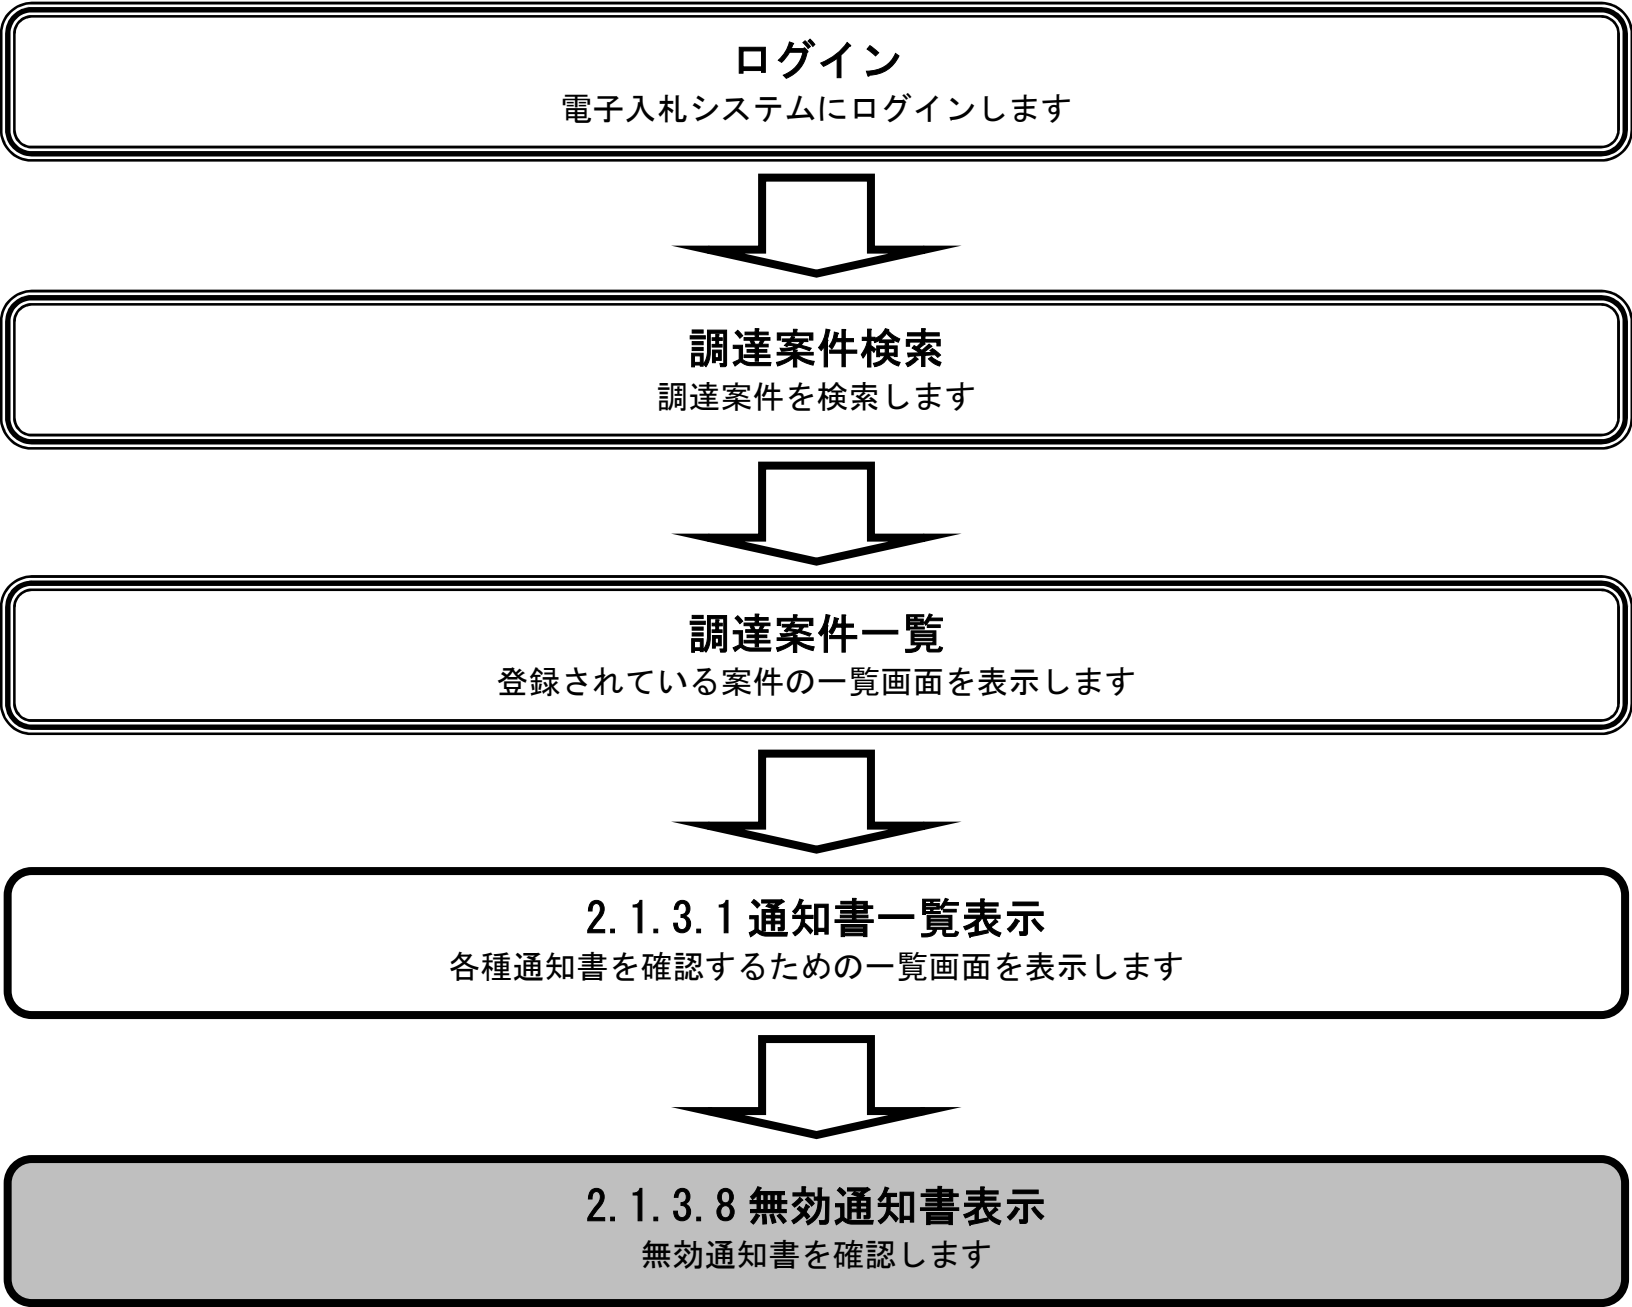 ログイン
電子入札システムにログインします
調達案件検索
調達案件を検索します
調達案件一覧
登録されている案件の一覧画面を表示します
2.1.3.1 通知書一覧表示
各種通知書を確認するための一覧画面を表示します
2.1.3.8 無効通知書表示
無効通知書を確認します